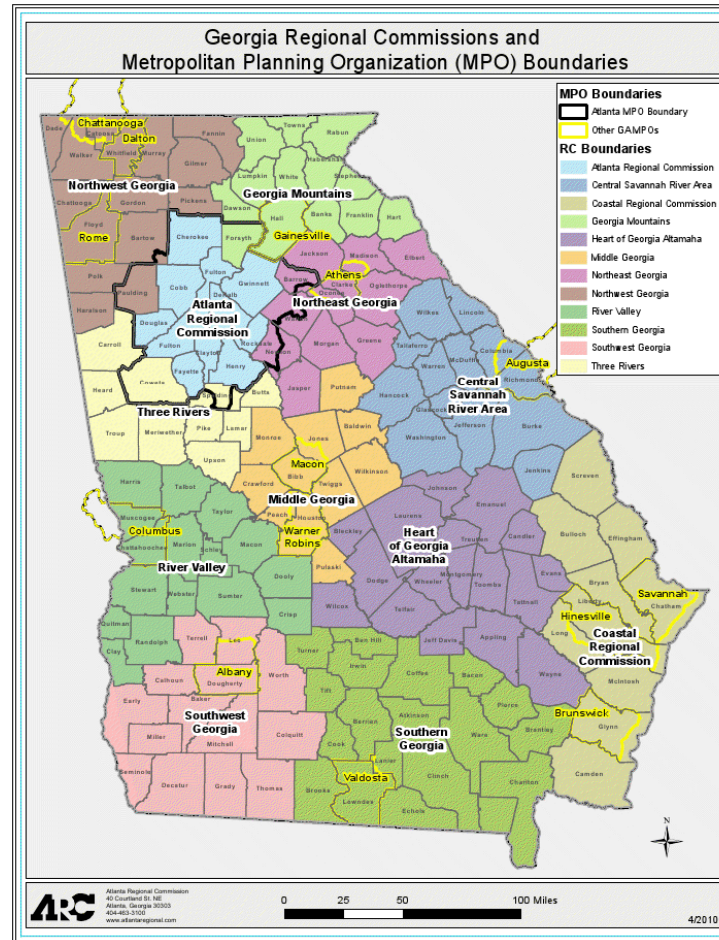 Georgia Regional Commissions and
Metropolitan Planning Organization (MPO) Boundaries
MPO Boundaries
Atlanta MPO Boundary
Other GAMPOs
RC Boundaries
Atlanta Regional Commission
Central Savannah River Area
Coastal Regional Commission
Georgia Mountains
Heart of Georgia Altamaha
Middle Georgia
Northeast Georgia
Northwest Georgia
River Valley
Southern Georgia
Southwest Georgia
Three Rivers
Chattanooga
Dalton
Dade
Catoosa
Fannin
Towns
Rabun
Union
Walker
Whitfield
Murray
Gilmer
Habersham
White
Stephens
Lumpkin
Northwest Georgia
Georgia Mountains
Chattooga
Gordon
Pickens
Dawson
Hall
Banks
Franklin
Hart
Floyd
Rome
Bartow
Cherokee
Forsyth
Gainesville
Jackson
Madison
Elbert
Polk
Paulding
Cobb
Fulton
Gwinnett
Barrow
Athens
Clarke
Oconee
Oglethorpe
Northeast Georgia
Haralson
Douglas
DeKalb
Atlanta
Regional
Commission
Walton
Wilkes
Lincoln
Carroll
Fulton
Clayton
Rockdale
Newton
Morgan
Greene
Taliaferro
McDuffie
Columbia
Augusta
Richmond
Warren
Fayette
Henry
Heard
Coweta
Spalding
Butts
Jasper
Putnam
Hancock
Glascock
Central
Savannah
River Area
Three Rivers
Troup
Meriwether
Pike
Lamar
Monroe
Jones
Baldwin
Washington
Jefferson
Burke
Upson
Macon
Bibb
Wilkinson
Jenkins
Screven
Harris
Talbot
Crawford
Twiggs
Middle Georgia
Johnson
Emanuel
Muscogee
Columbus
Taylor
Peach
Houston
Warner
Robins
Bleckley
Laurens
Treutlen
Candler
Bulloch
Effingham
Chattahoochee
Marion
Schley
Macon
River Valley
Dooly
Pulaski
Heart
of Georgia
Altamaha
Stewart
Webster
Sumter
Dodge
Wheeler
Montgomery
Toombs
Evans
Bryan
Savannah
Chatham
Crisp
Wilcox
Telfair
Tattnall
Liberty
Hinesville
Long
Coastal
Regional
Commission
Quitman
Randolph
Terrell
Lee
Turner
Ben Hill
Jeff Davis
Appling
Wayne
McIntosh
Clay
Calhoun
Albany
Dougherty
Worth
Irwin
Coffee
Bacon
Pierce
Brunswick
Glynn
Early
Baker
Tift
Southwest
Georgia
Miller
Mitchell
Colquitt
Berrien
Atkinson
Ware
Brantley
Cook
Southern
Georgia
Lanier
Camden
Seminole
Decatur
Grady
Thomas
Brooks
Valdosta
Lowndes
Clinch
Charlton
Echols
N
ARC
Atlanta Regional Commission
40 Courtland St. NE
Atlanta, Georgia 30303
404-463-3100
www.atlantaregional.com
0 25 50 100 Miles
4/2010